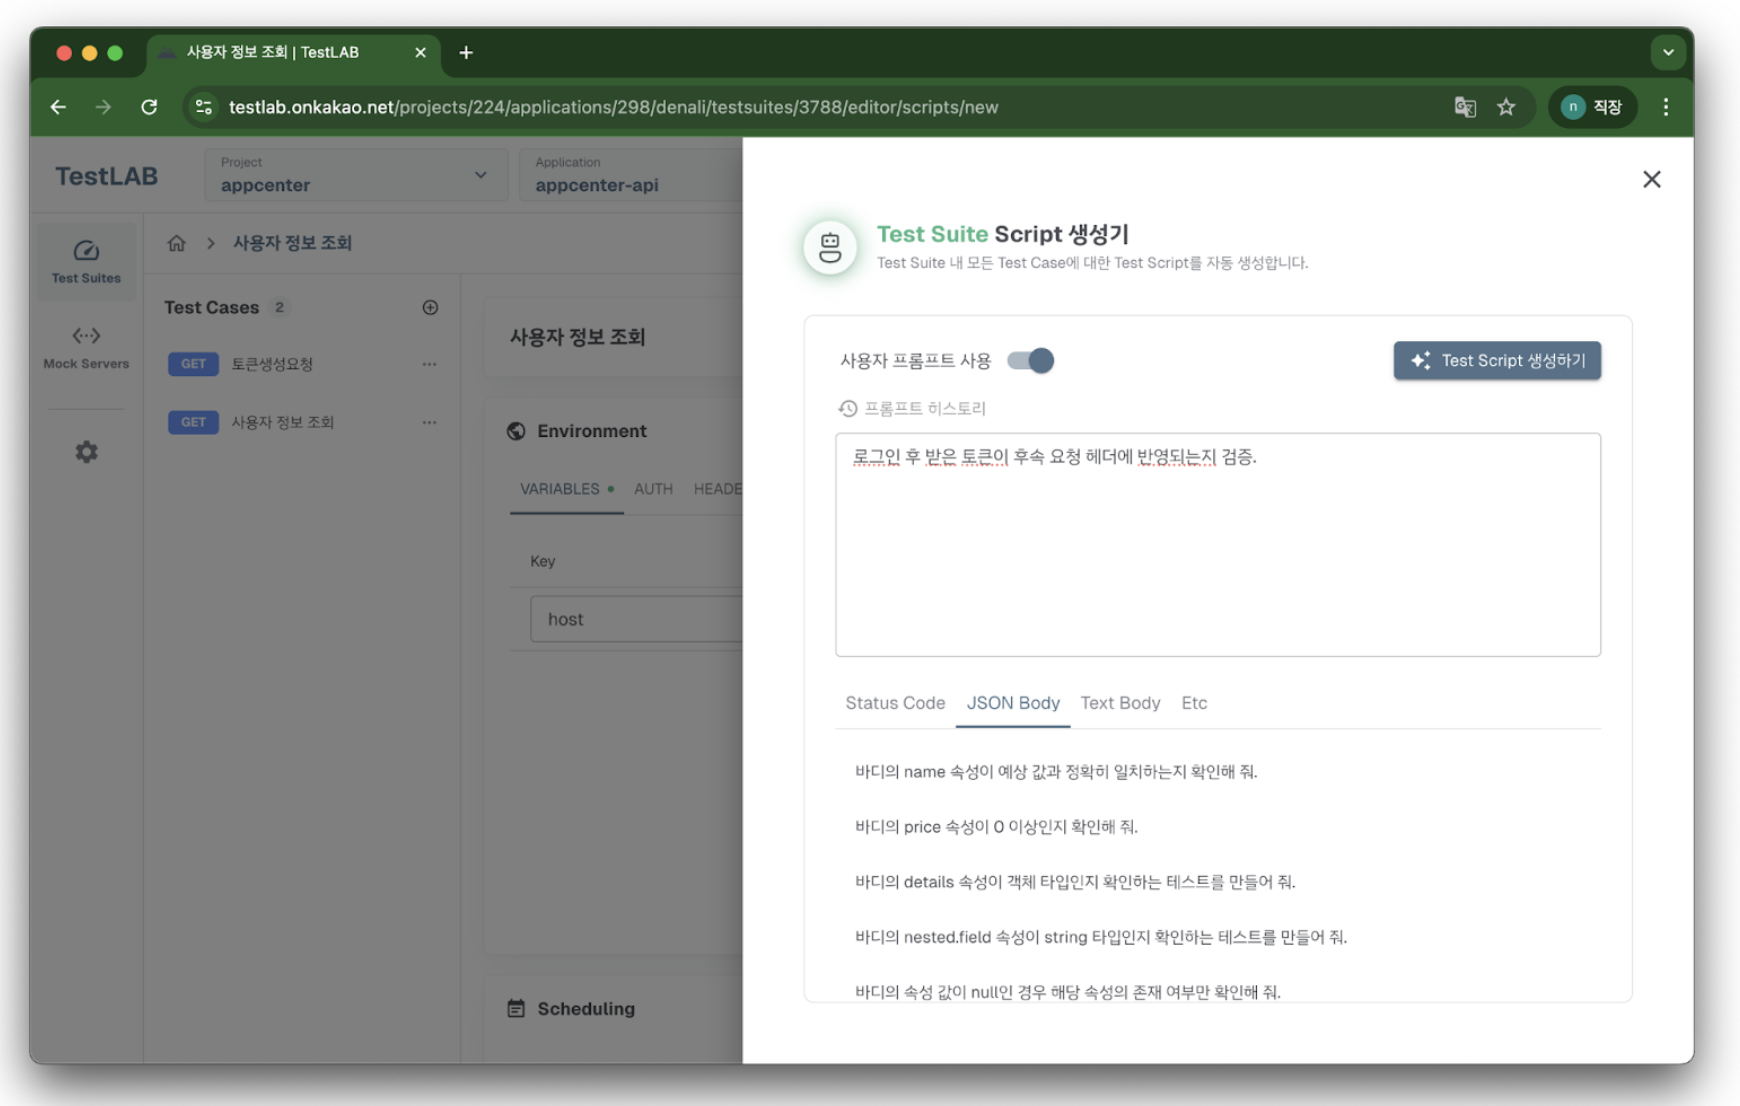 사용자 정보 조회 | TestLAB
testlab.onkakao.net/projects/224/applications/298/denali/testsuites/3788/editor/scripts/new
n 직장
TestLAB
Project
appcenter
Application
appcenter-api
Test Suites
Mock Servers
사용자 정보 조회
Test Cases 2
GET 토큰생성요청
GET 사용자 정보 조회
사용자 정보 조회
Environment
VARIABLES AUTH HEADE
Key
host
Scheduling
Test Suite Script 생성기
Test Suite 내 모든 Test Case에 대한 Test Script를 자동 생성합니다.
사용자 프롬프트 사용
Test Script 생성하기
프롬프트 히스토리
로그인 후 받은 토큰이 후속 요청 헤더에 반영되는지 검증.
Status Code JSON Body Text Body Etc
바디의 name 속성이 예상 값과 정확히 일치하는지 확인해 줘.
바디의 price 속성이 0 이상인지 확인해 줘.
바디의 details 속성이 객체 타입인지 확인하는 테스트를 만들어 줘.
바디의 nested.field 속성이 string 타입인지 확인하는 테스트를 만들어 줘.
바디의 속성 값이 null인 경우 해당 속성의 존재 여부만 확인해 줘.